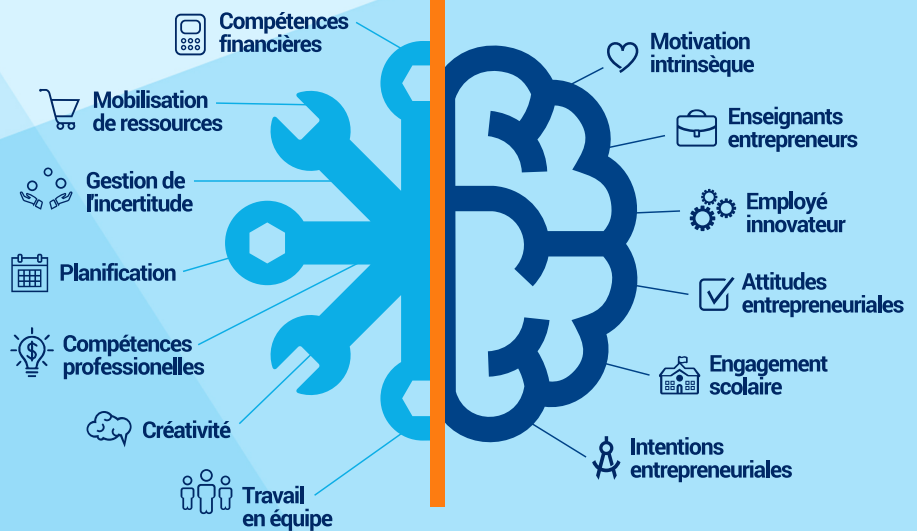 Compétences
financières
Mobilisation
de ressources
Gestion de
l'incertitude
Planification
Compétences
professionelles
Créativité
Travail
en équipe
Motivation
intrinsèque
Enseignants
entrepreneurs
Employé
innovateur
Attitudes
entrepreneuriales
Engagement
scolaire
Intentions
entrepreneuriales